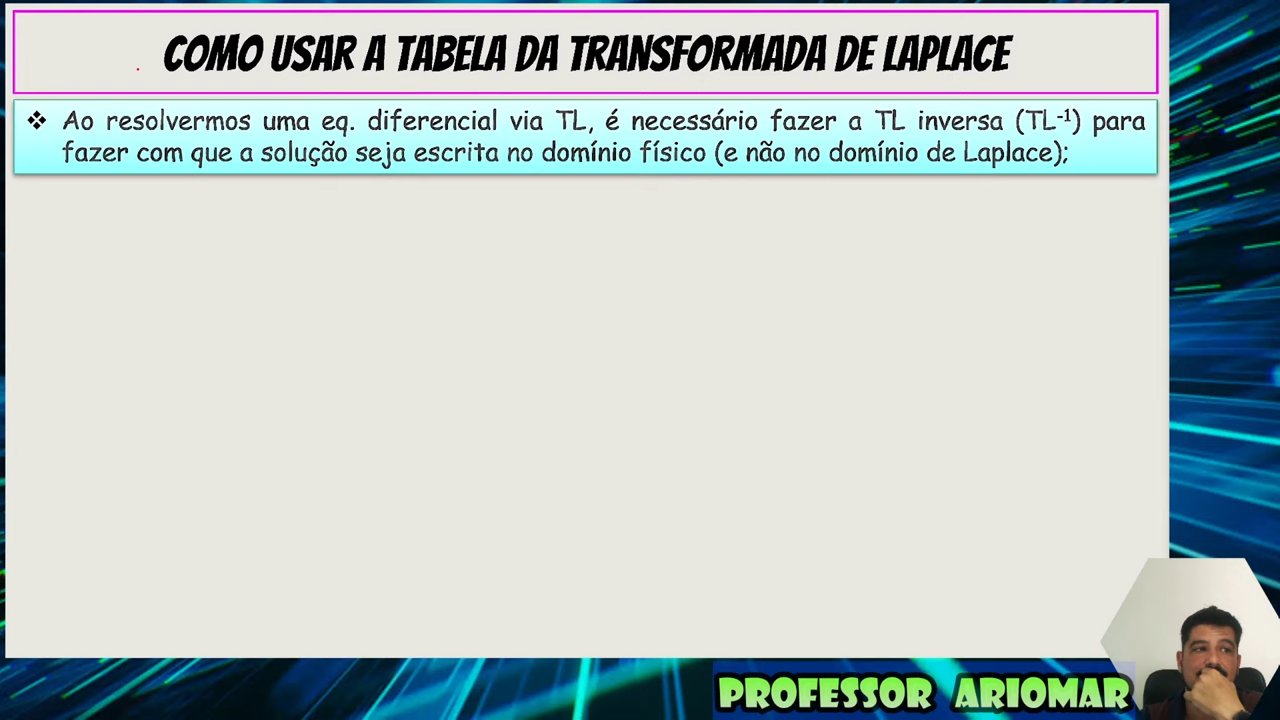 COMO USAR A TABELA DA TRANSFORMADA DE LAPLACE
❖ Ao resolvermos uma eq. diferencial via TL, é necessário fazer a TL inversa (TL⁻¹) para
fazer com que a solução seja escrita no domínio físico (e não no domínio de Laplace);
PROFESSOR ARIOMAR